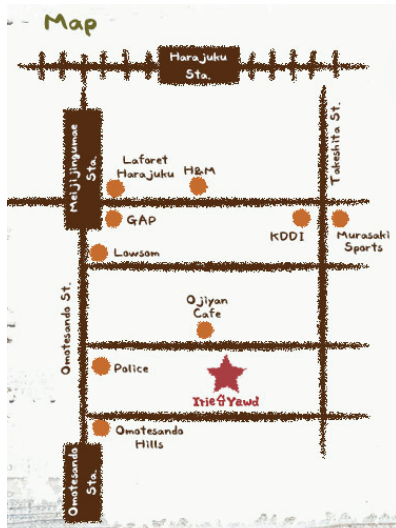 Map
Harajuku
Sta.
Meijijingumae
Sta.
Takeshita St.
Laforet
Harajuku
H&M
GAP
KDDI
Murasaki
Sports
Lowsom
Omotesando St.
Ojiyan
Cafe
Police
Irie Yawd
Omotesando
Hills
Omotesando
Sta.